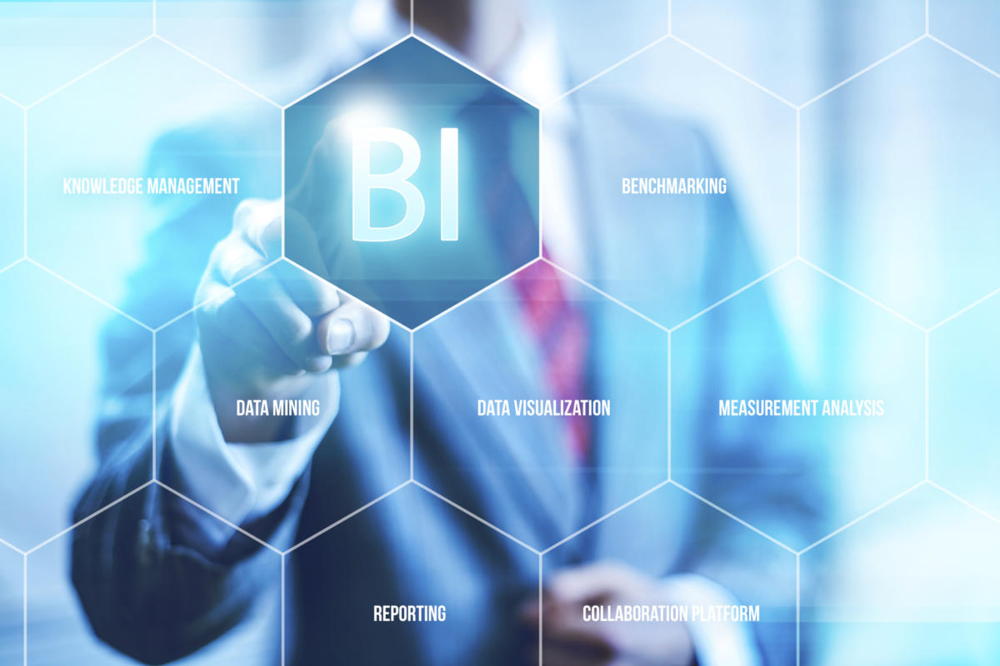 BI
KNOWLEDGE MANAGEMENT
BENCHMARKING
DATA MINING
DATA VISUALIZATION
MEASUREMENT ANALYSIS
REPORTING
COLLABORATION PLATFORM